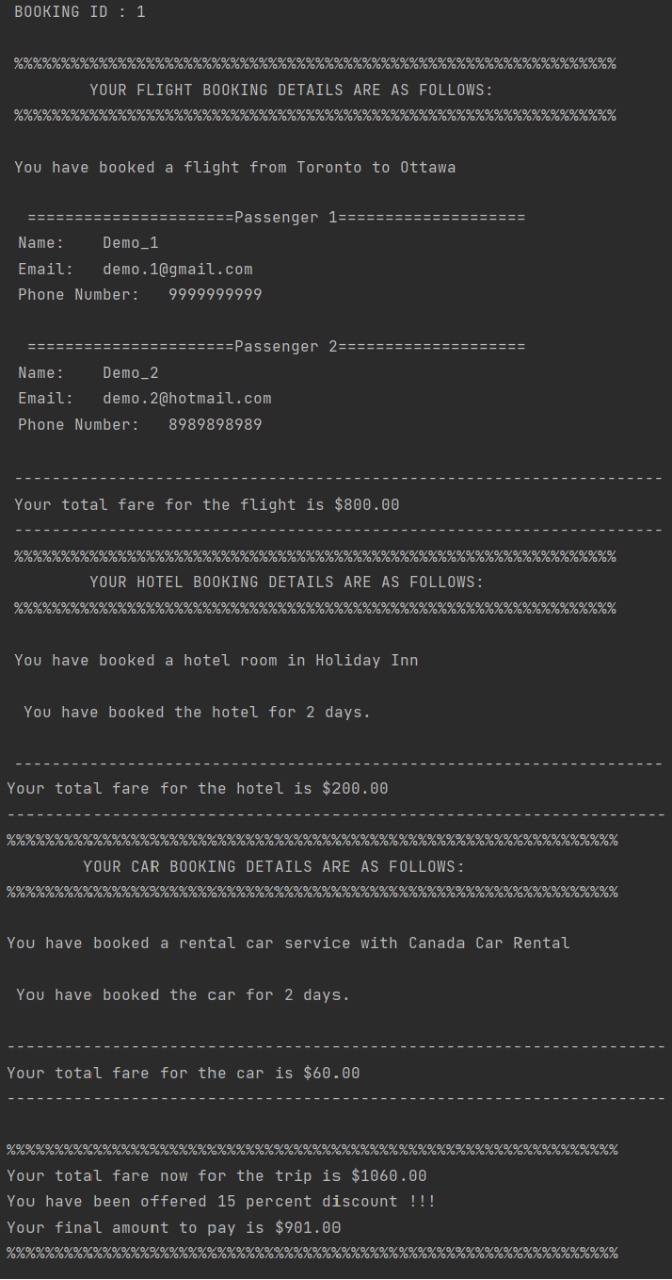 BOOKING ID : 1
%%%%%%%%%%%%%%%%%%%%%%%%%%%%%%%%%%%%%%%%%%%%%%%%%%%%%%%%%%%%%%%%
YOUR FLIGHT BOOKING DETAILS ARE AS FOLLOWS:
%%%%%%%%%%%%%%%%%%%%%%%%%%%%%%%%%%%%%%%%%%%%%%%%%%%%%%%%%%%%%%%%
You have booked a flight from Toronto to Ottawa
======================Passenger 1====================
Name:    Demo_1
Email:   demo.1@gmail.com
Phone Number:   9999999999
======================Passenger 2====================
Name:    Demo_2
Email:   demo.2@hotmail.com
Phone Number:   8989898989
---------------------------------------------------------------------
Your total fare for the flight is $800.00
---------------------------------------------------------------------
%%%%%%%%%%%%%%%%%%%%%%%%%%%%%%%%%%%%%%%%%%%%%%%%%%%%%%%%%%%%%%%%
YOUR HOTEL BOOKING DETAILS ARE AS FOLLOWS:
%%%%%%%%%%%%%%%%%%%%%%%%%%%%%%%%%%%%%%%%%%%%%%%%%%%%%%%%%%%%%%%%
You have booked a hotel room in Holiday Inn
You have booked the hotel for 2 days.
---------------------------------------------------------------------
Your total fare for the hotel is $200.00
---------------------------------------------------------------------
%%%%%%%%%%%%%%%%%%%%%%%%%%%%%%%%%%%%%%%%%%%%%%%%%%%%%%%%%%%%%%%%
YOUR CAR BOOKING DETAILS ARE AS FOLLOWS:
%%%%%%%%%%%%%%%%%%%%%%%%%%%%%%%%%%%%%%%%%%%%%%%%%%%%%%%%%%%%%%%%
You have booked a rental car service with Canada Car Rental
You have booked the car for 2 days.
---------------------------------------------------------------------
Your total fare for the car is $60.00
---------------------------------------------------------------------
%%%%%%%%%%%%%%%%%%%%%%%%%%%%%%%%%%%%%%%%%%%%%%%%%%%%%%%%%%%%%%%%
Your total fare now for the trip is $1060.00
You have been offered 15 percent discount !!!
Your final amount to pay is $901.00
%%%%%%%%%%%%%%%%%%%%%%%%%%%%%%%%%%%%%%%%%%%%%%%%%%%%%%%%%%%%%%%%